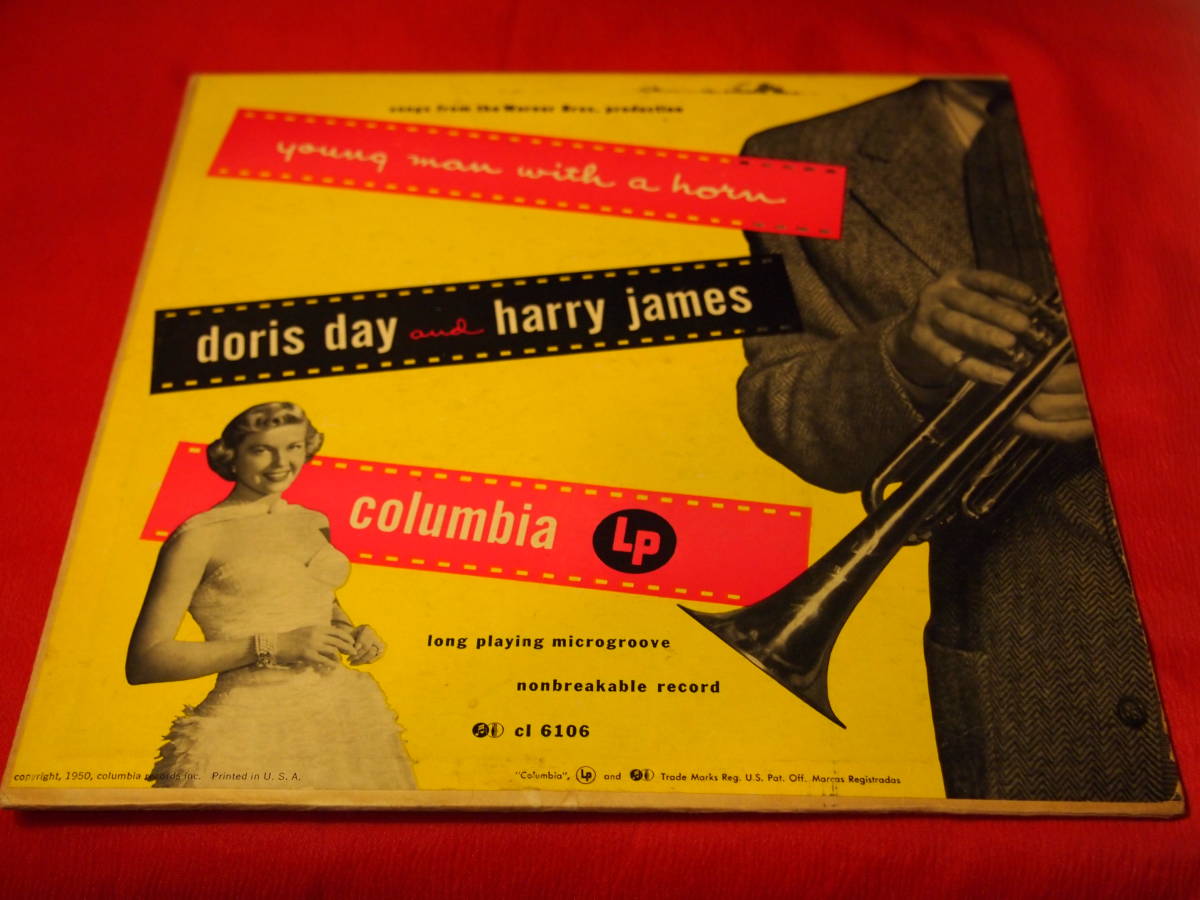 songs from the Warner Bros. production
young man with a horn
doris day and harry james
columbia LP
long playing microgroove
nonbreakable record
cl 6106
copyright, 1950, columbia records inc. Printed in U. S. A.
"Columbia", LP and Trade Marks Reg. U.S. Pat. Off. Marcas Registradas